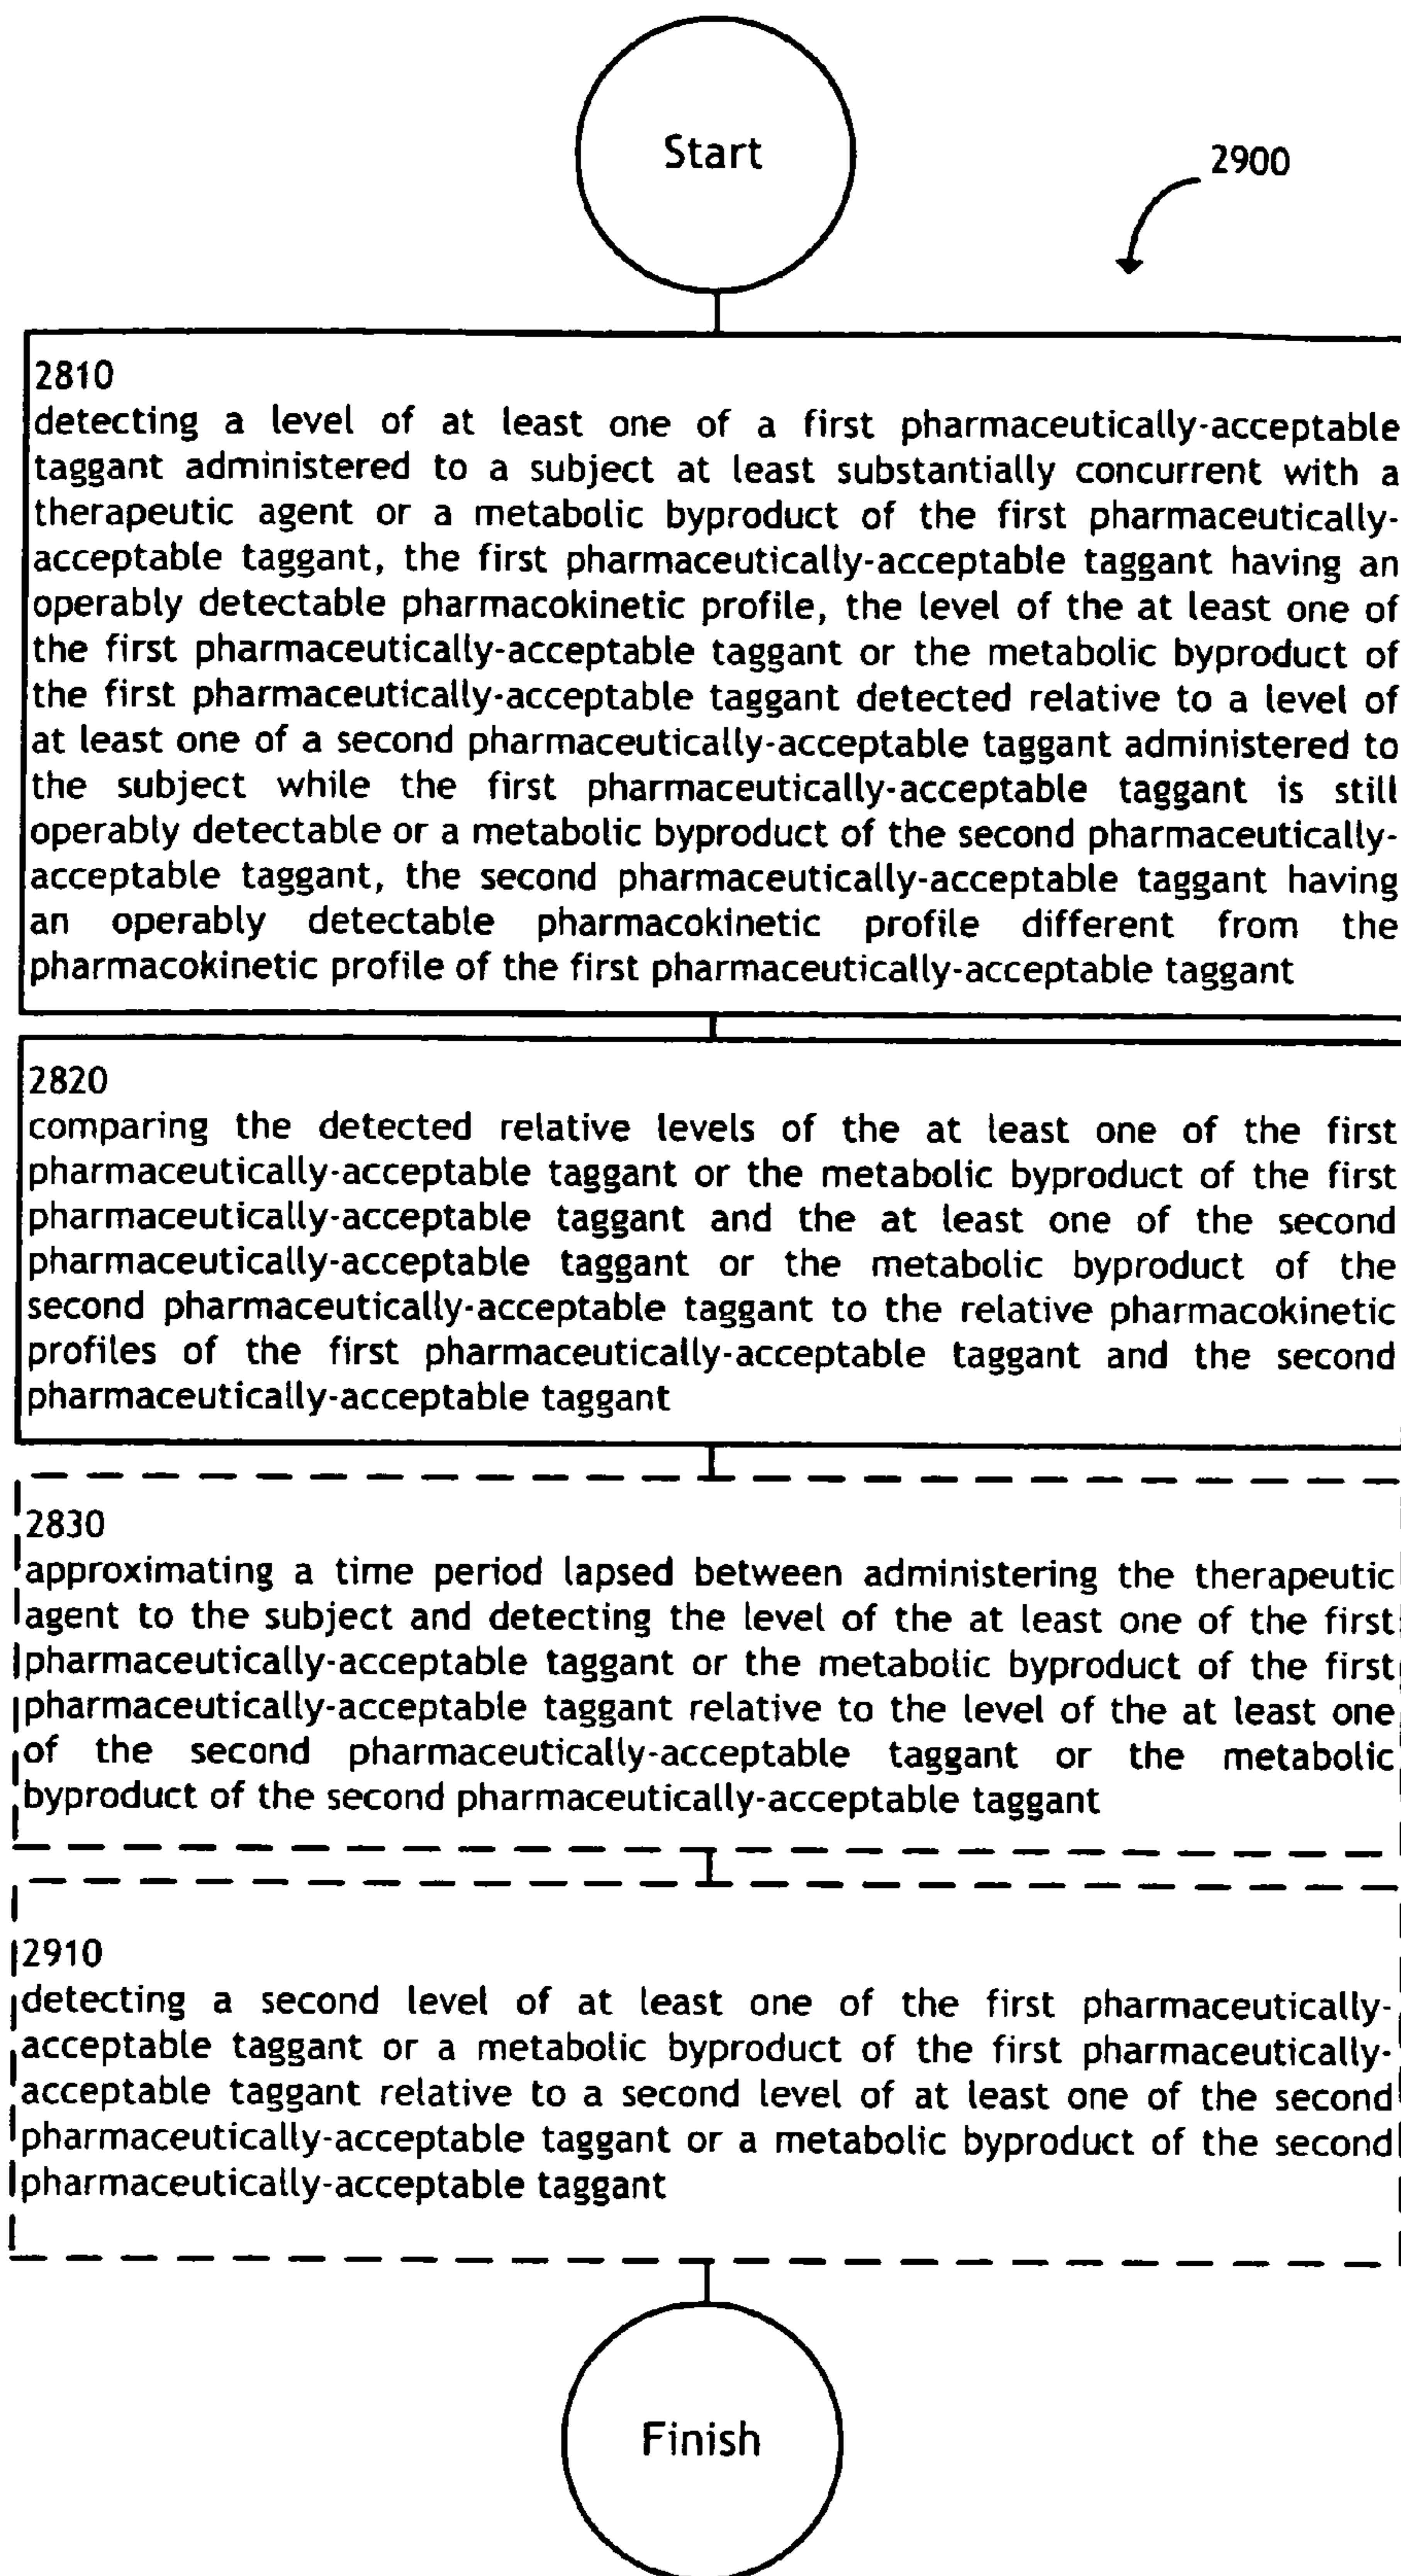 Start
2900
2810
detecting a level of at least one of a first pharmaceutically-acceptable
taggant administered to a subject at least substantially concurrent with a
therapeutic agent or a metabolic byproduct of the first pharmaceutically-
acceptable taggant, the first pharmaceutically-acceptable taggant having an
operably detectable pharmacokinetic profile, the level of the at least one of
the first pharmaceutically-acceptable taggant or the metabolic byproduct of
the first pharmaceutically-acceptable taggant detected relative to a level of
at least one of a second pharmaceutically-acceptable taggant administered to
the subject while the first pharmaceutically-acceptable taggant is still
operably detectable or a metabolic byproduct of the second pharmaceutically-
acceptable taggant, the second pharmaceutically-acceptable taggant having
an operably detectable pharmacokinetic profile different from the
pharmacokinetic profile of the first pharmaceutically-acceptable taggant
2820
comparing the detected relative levels of the at least one of the first
pharmaceutically-acceptable taggant or the metabolic byproduct of the first
pharmaceutically-acceptable taggant and the at least one of the second
pharmaceutically-acceptable taggant or the metabolic byproduct of the
second pharmaceutically-acceptable taggant to the relative pharmacokinetic
profiles of the first pharmaceutically-acceptable taggant and the second
pharmaceutically-acceptable taggant
2830
approximating a time period lapsed between administering the therapeutic
agent to the subject and detecting the level of the at least one of the first
pharmaceutically-acceptable taggant or the metabolic byproduct of the first
pharmaceutically-acceptable taggant relative to the level of the at least one
of the second pharmaceutically-acceptable taggant or the metabolic
byproduct of the second pharmaceutically-acceptable taggant
2910
detecting a second level of at least one of the first pharmaceutically-
acceptable taggant or a metabolic byproduct of the first pharmaceutically-
acceptable taggant relative to a second level of at least one of the second
pharmaceutically-acceptable taggant or a metabolic byproduct of the second
pharmaceutically-acceptable taggant
Finish